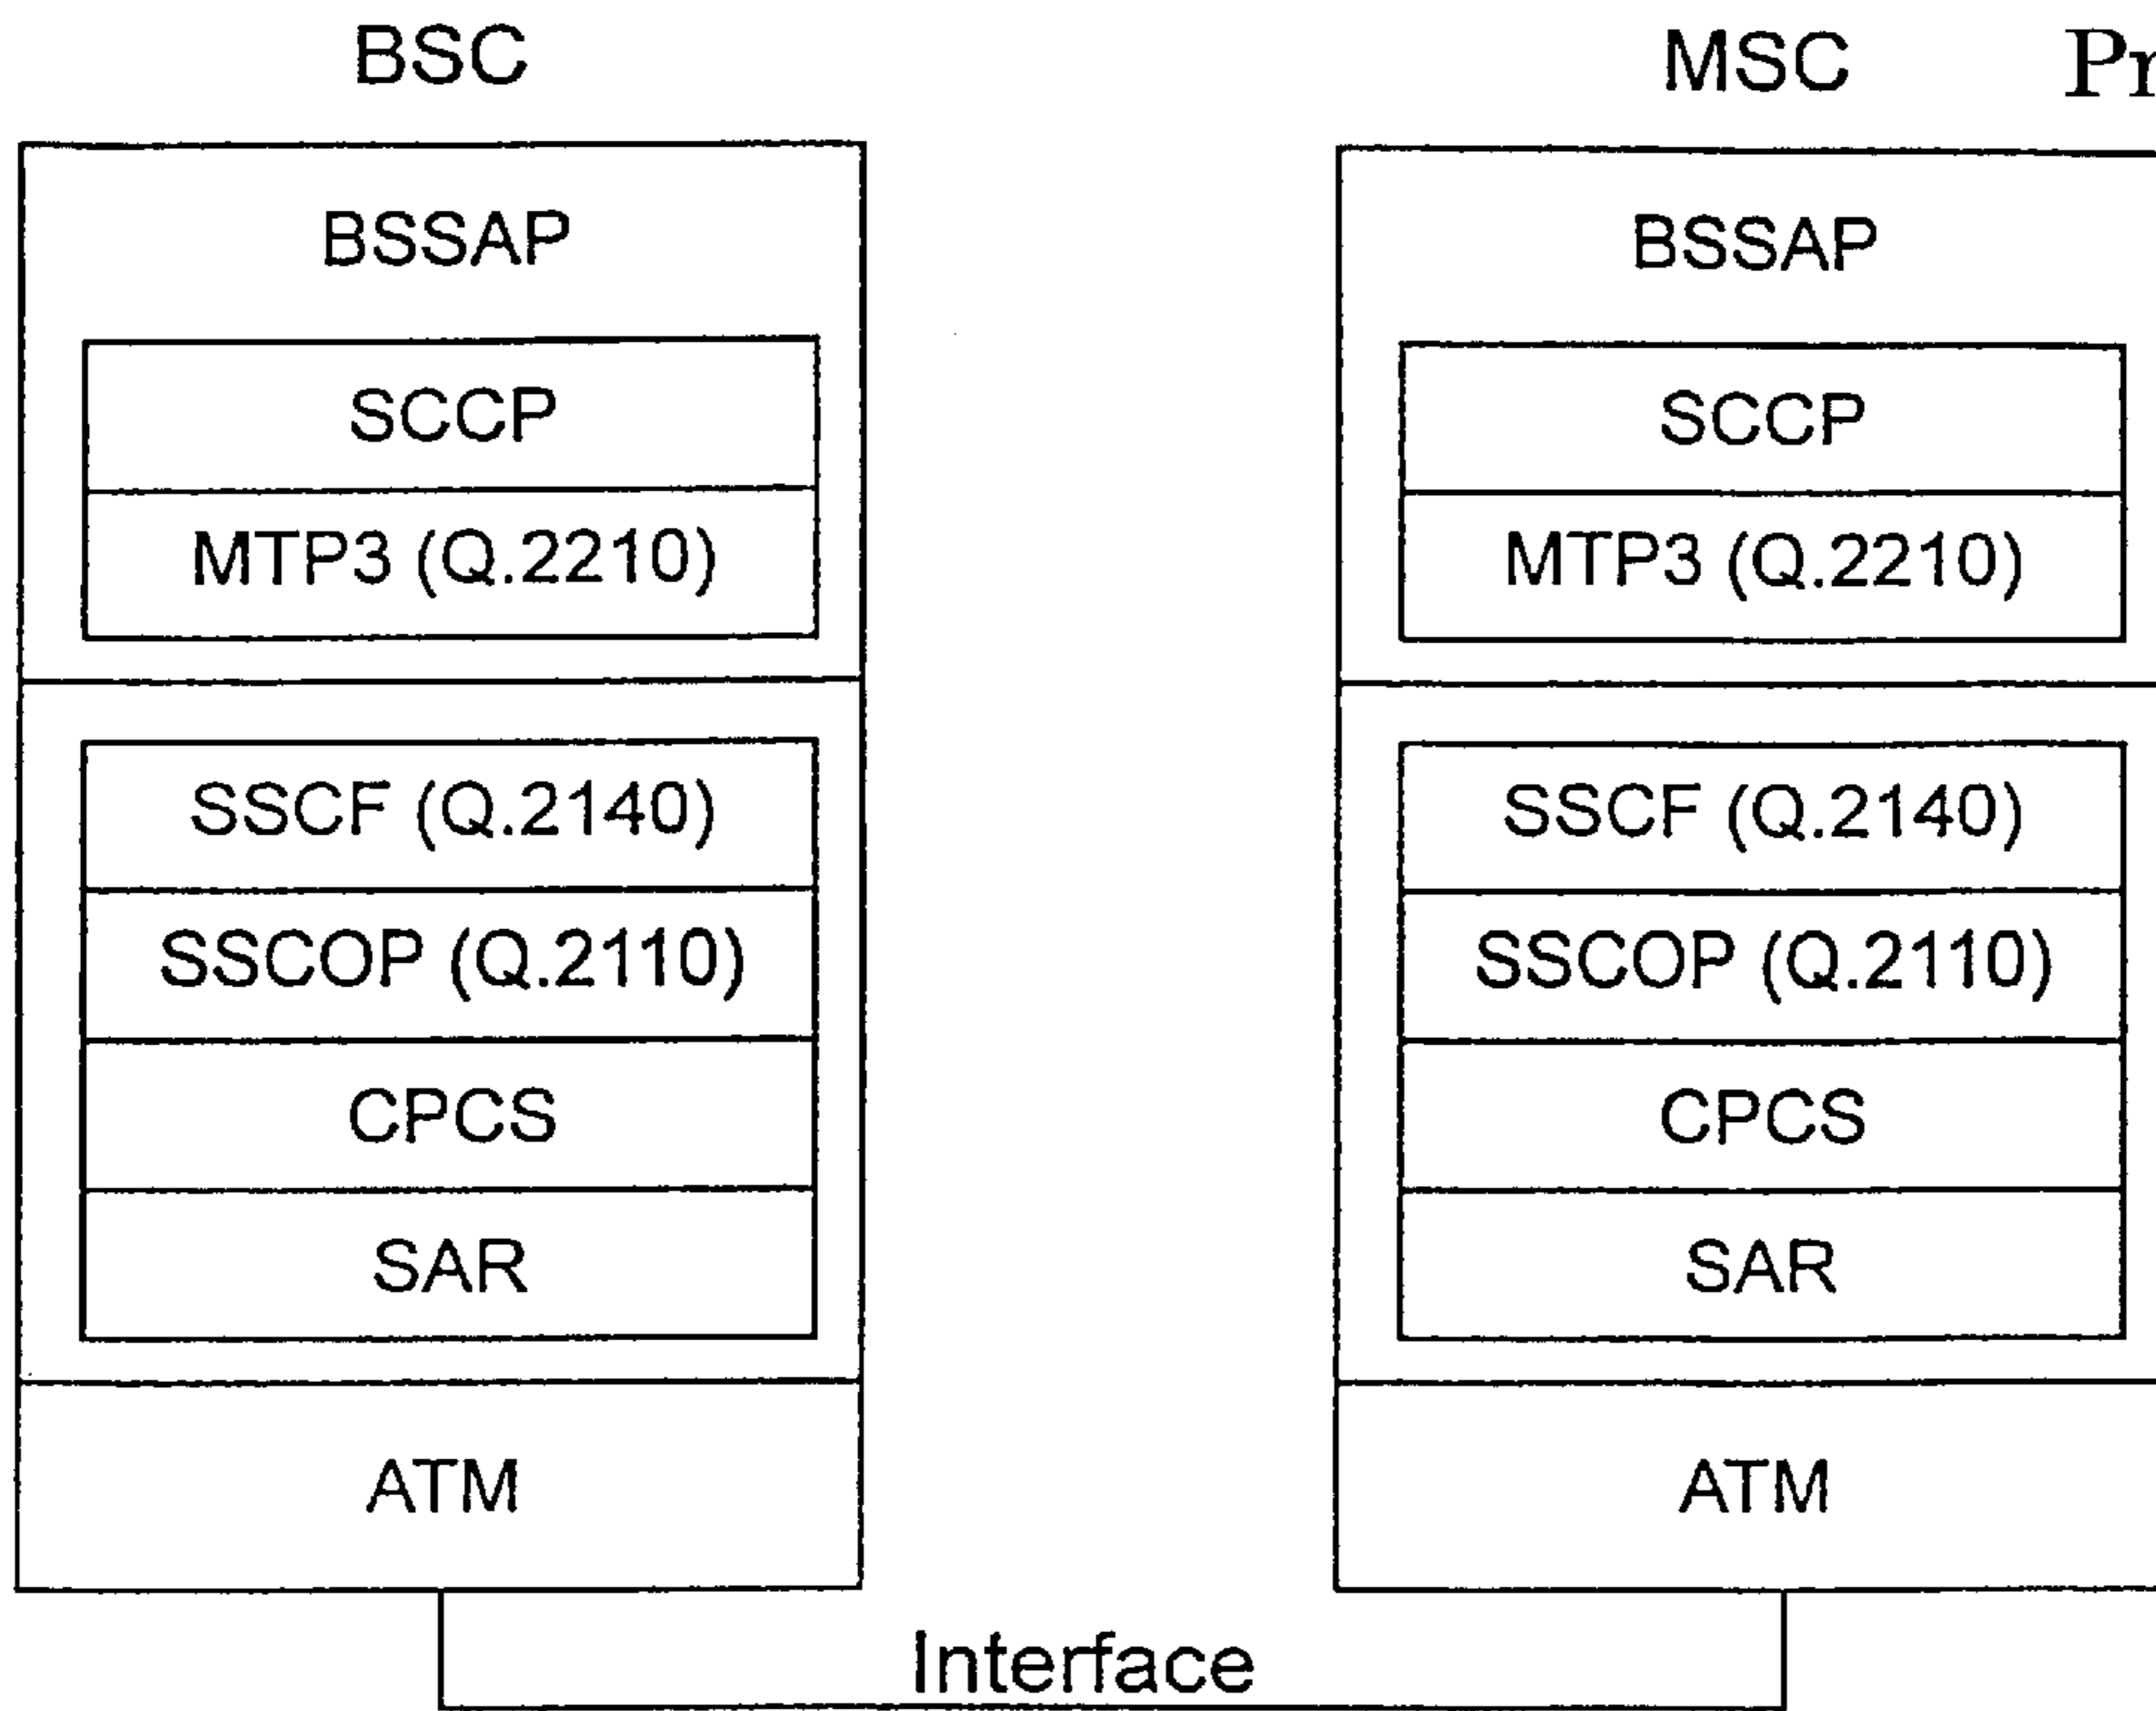 BSC
BSSAP
SCCP
MTP3 (Q.2210)
SSCF (Q.2140)
SSCOP (Q.2110)
CPCS
SAR
ATM
MSC
BSSAP
SCCP
MTP3 (Q.2210)
SSCF (Q.2140)
SSCOP (Q.2110)
CPCS
SAR
ATM
Interface